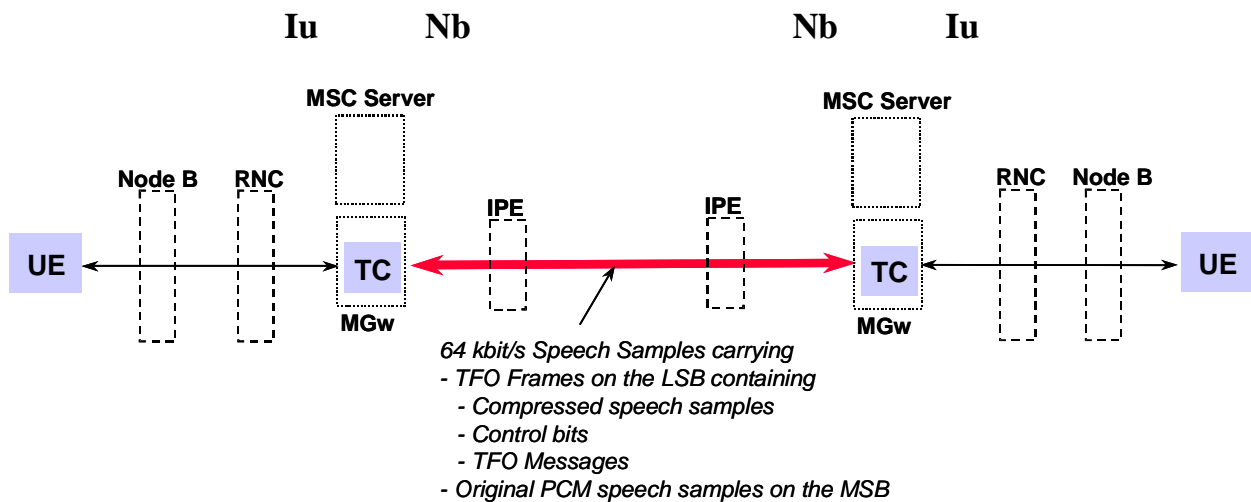 Iu Nb Nb Iu
MSC Server MSC Server
Node B RNC RNC Node B
IPE IPE
UE TC TC UE
MGw MGw
64 kbit/s Speech Samples carrying
- TFO Frames on the LSB containing
- Compressed speech samples
- Control bits
- TFO Messages
- Original PCM speech samples on the MSB